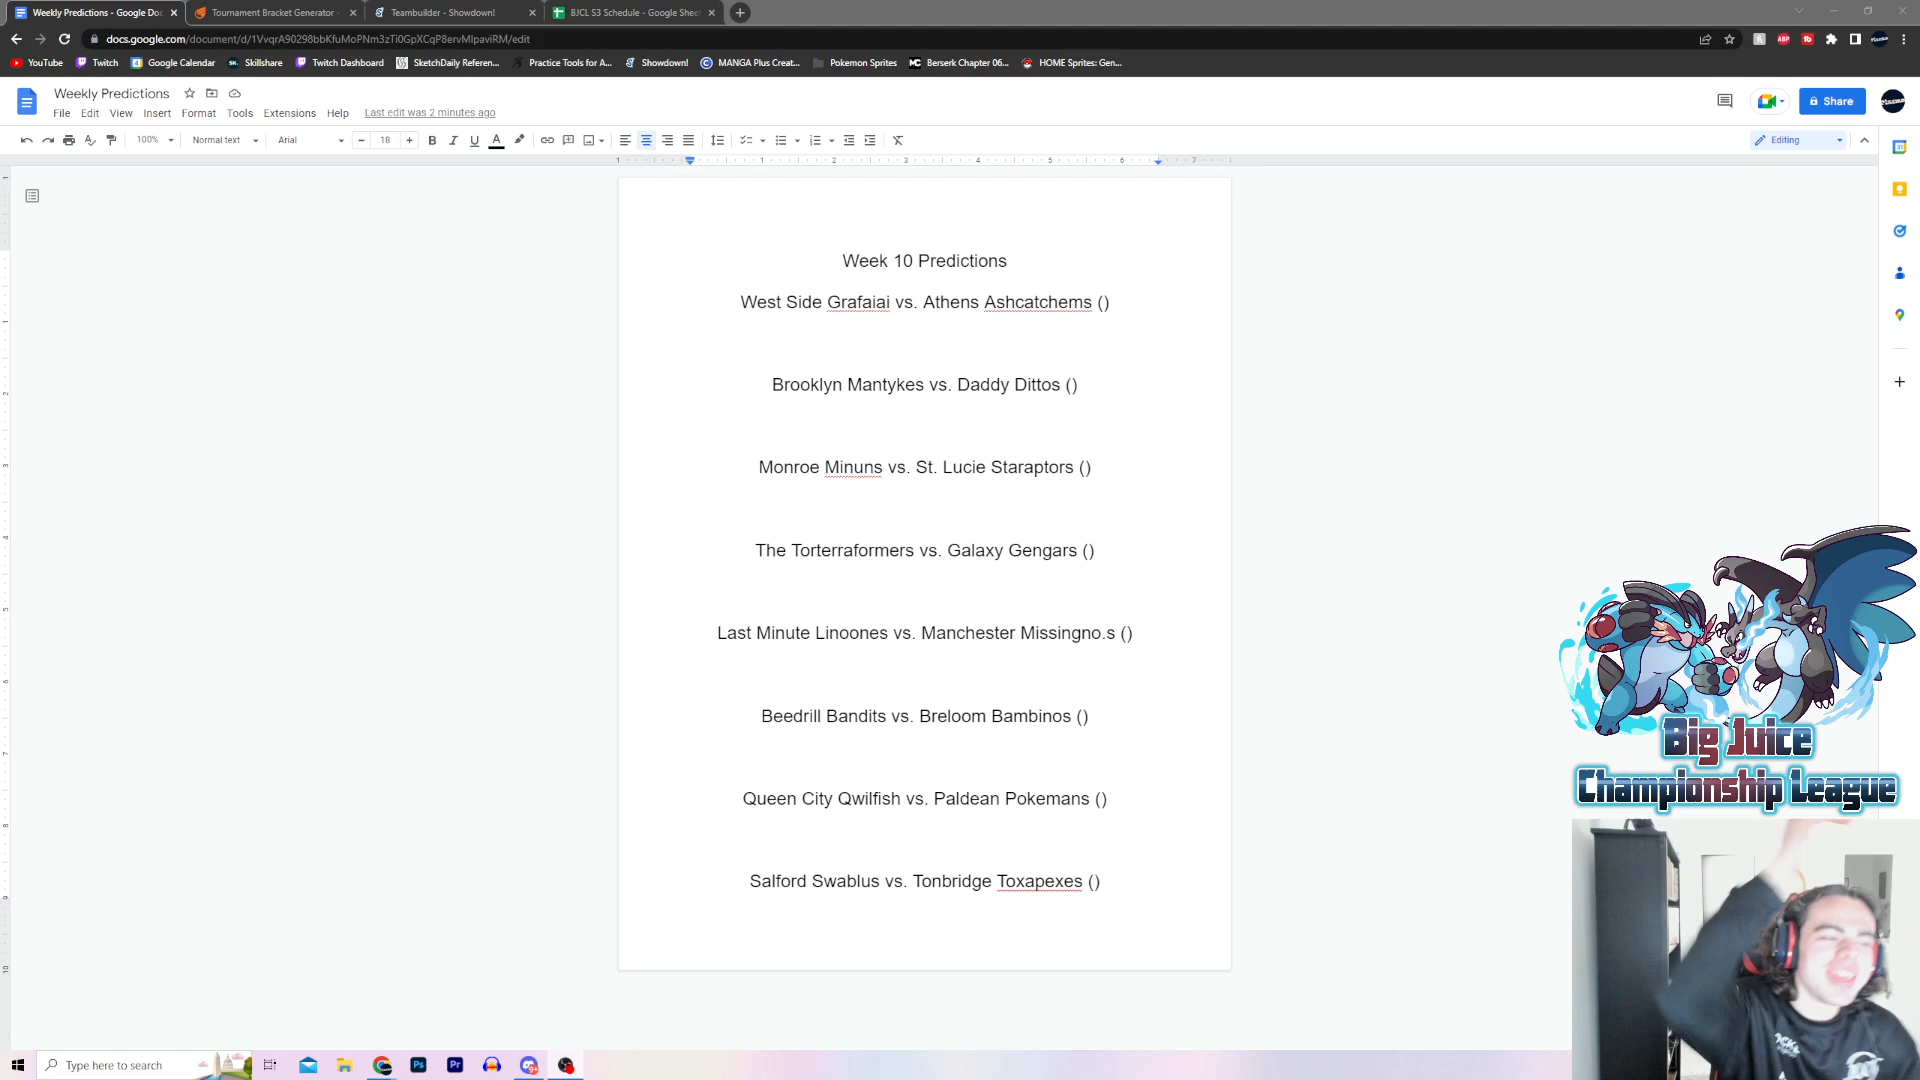 Weekly Predictions - Google Doc
Tournament Bracket Generator -
Teambuilder - Showdown!
BJCL S3 Schedule - Google Shee
docs.google.com/document/d/1VvqrA90298bbKfuMoPNm3zTi0GpXCqP8ervMlpaviRM/edit
YouTube
Twitch
Google Calendar
Skillshare
Twitch Dashboard
SketchDaily Referen...
Practice Tools for A...
Showdown!
MANGA Plus Creat...
Pokemon Sprites
Berserk Chapter 06...
HOME Sprites: Gen...
Weekly Predictions
File Edit View Insert Format Tools Extensions Help Last edit was 2 minutes ago
Share
100% Normal text Arial 18
Editing
Week 10 Predictions
West Side Grafaiai vs. Athens Ashcatchems ()
Brooklyn Mantykes vs. Daddy Dittos ()
Monroe Minuns vs. St. Lucie Staraptors ()
The Torterraformers vs. Galaxy Gengars ()
Last Minute Linoones vs. Manchester Missingno.s ()
Beedrill Bandits vs. Breloom Bambinos ()
Queen City Qwilfish vs. Paldean Pokemans ()
Salford Swablus vs. Tonbridge Toxapexes ()
Big Juice
Championship League
Type here to search